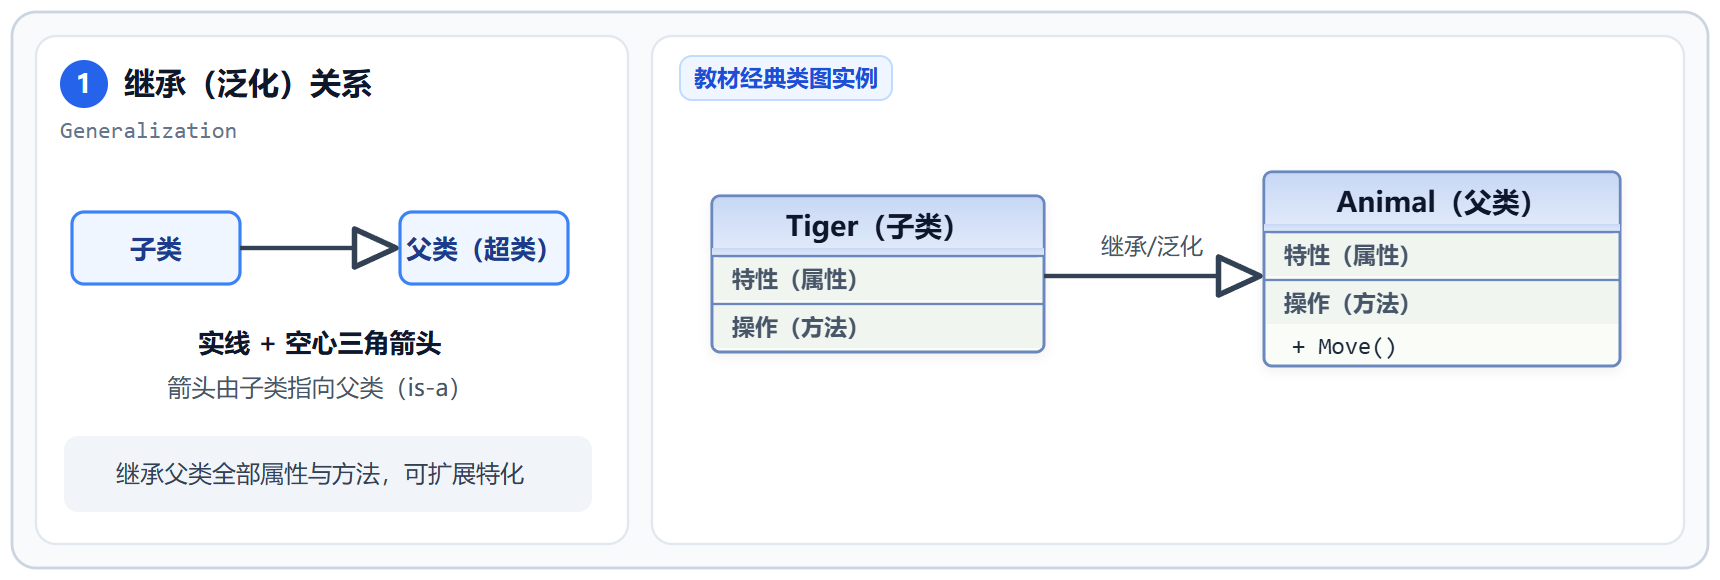 1 继承（泛化）关系
Generalization
子类
父类（超类）
实线 + 空心三角箭头
箭头由子类指向父类（is-a）
继承父类全部属性与方法，可扩展特化
教材经典类图实例
Tiger（子类）
特性（属性）
操作（方法）
继承/泛化
Animal（父类）
特性（属性）
操作（方法）
+ Move()